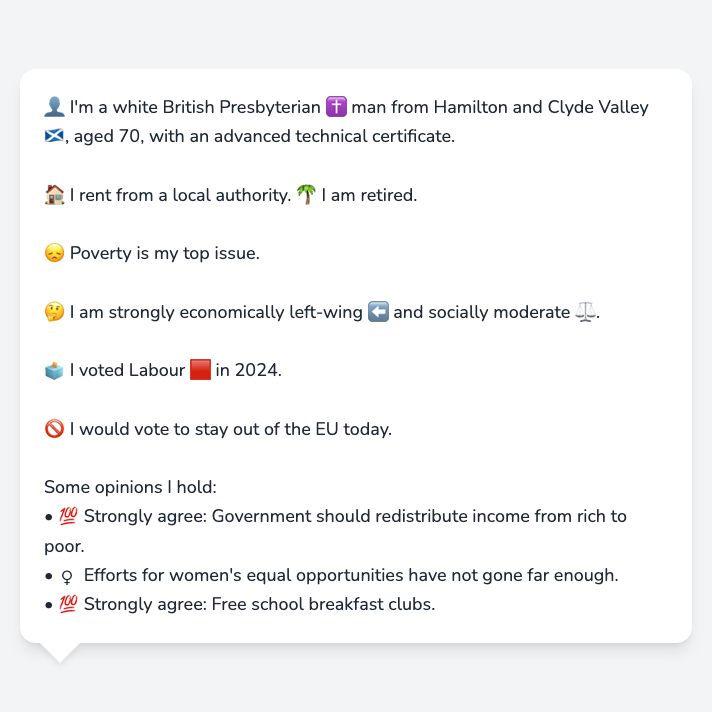 👤 I'm a white British Presbyterian ✝️ man from Hamilton and Clyde Valley
🏴󠁧󠁢󠁳󠁣󠁴󠁿, aged 70, with an advanced technical certificate.
🏠 I rent from a local authority. 🌴 I am retired.
😞 Poverty is my top issue.
🤔 I am strongly economically left-wing ⬅️ and socially moderate ⚖️.
🗳️ I voted Labour 🟥 in 2024.
🚫 I would vote to stay out of the EU today.
Some opinions I hold:
• 💯 Strongly agree: Government should redistribute income from rich to
poor.
• ♀ Efforts for women's equal opportunities have not gone far enough.
• 💯 Strongly agree: Free school breakfast clubs.